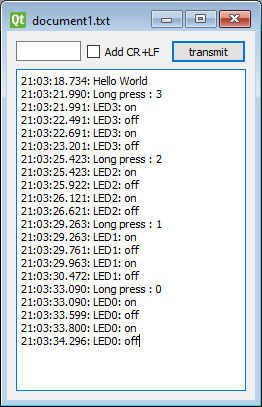 Qt document1.txt
Add CR+LF transmit
21:03:18.734: Hello World
21:03:21.990: Long press : 3
21:03:21.991: LED3: on
21:03:22.491: LED3: off
21:03:22.691: LED3: on
21:03:23.201: LED3: off
21:03:25.423: Long press : 2
21:03:25.423: LED2: on
21:03:25.922: LED2: off
21:03:26.121: LED2: on
21:03:26.621: LED2: off
21:03:29.263: Long press : 1
21:03:29.263: LED1: on
21:03:29.761: LED1: off
21:03:29.963: LED1: on
21:03:30.472: LED1: off
21:03:33.090: Long press : 0
21:03:33.090: LED0: on
21:03:33.599: LED0: off
21:03:33.800: LED0: on
21:03:34.296: LED0: off